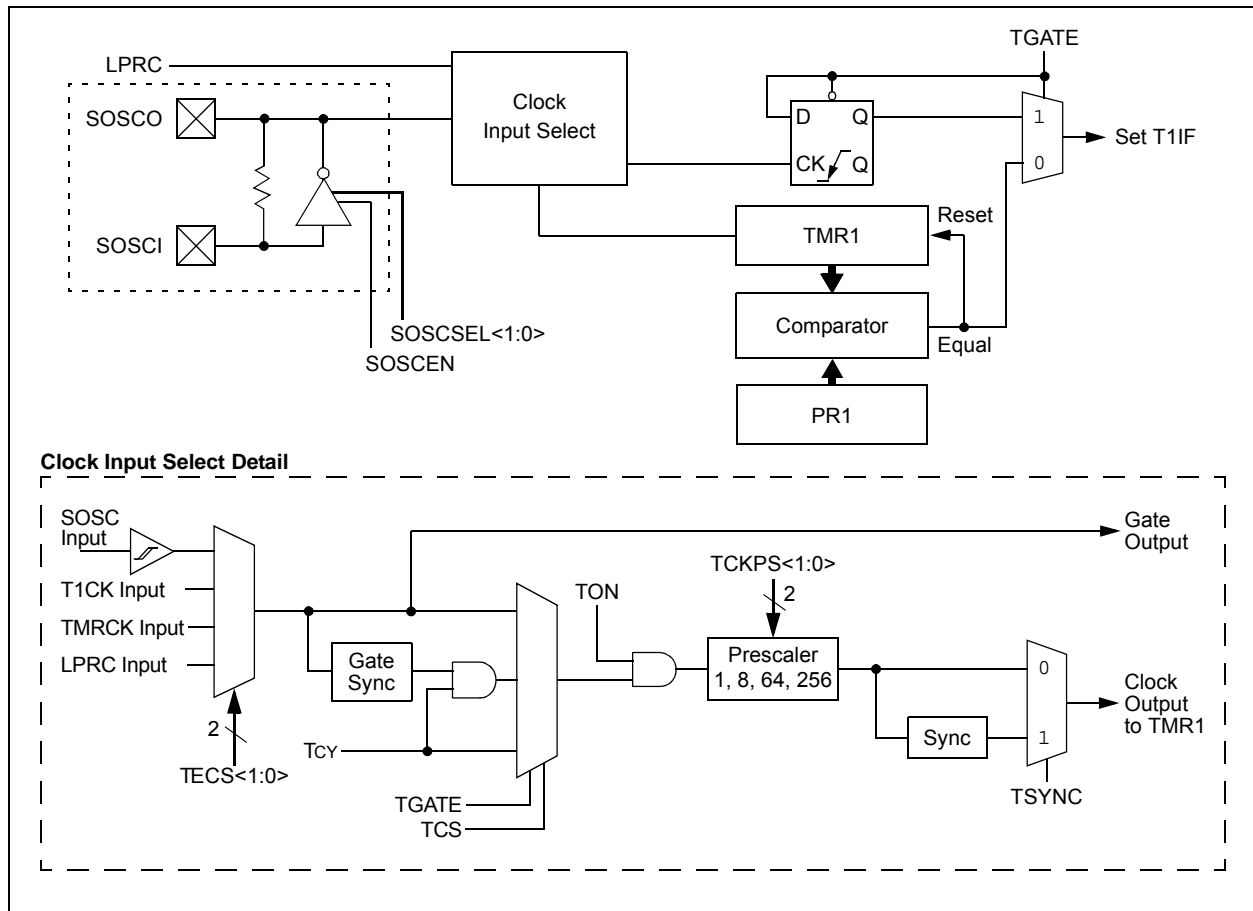 TGATE
LPRC
SOSCO
Clock
Input Select
D Q
CK Q
1
0
Set T1IF
SOSCI
TMR1
Reset
Comparator
Equal
SOSCSEL<1:0>
SOSCEN
PR1
Clock Input Select Detail
SOSC
Input
T1CK Input
TMRCK Input
LPRC Input
2
TECS<1:0>
Gate
Sync
TCY
TGATE
TCS
TON
TCKPS<1:0>
2
Prescaler
1, 8, 64, 256
Gate
Output
0
1
Sync
Clock
Output
to TMR1
TSYNC